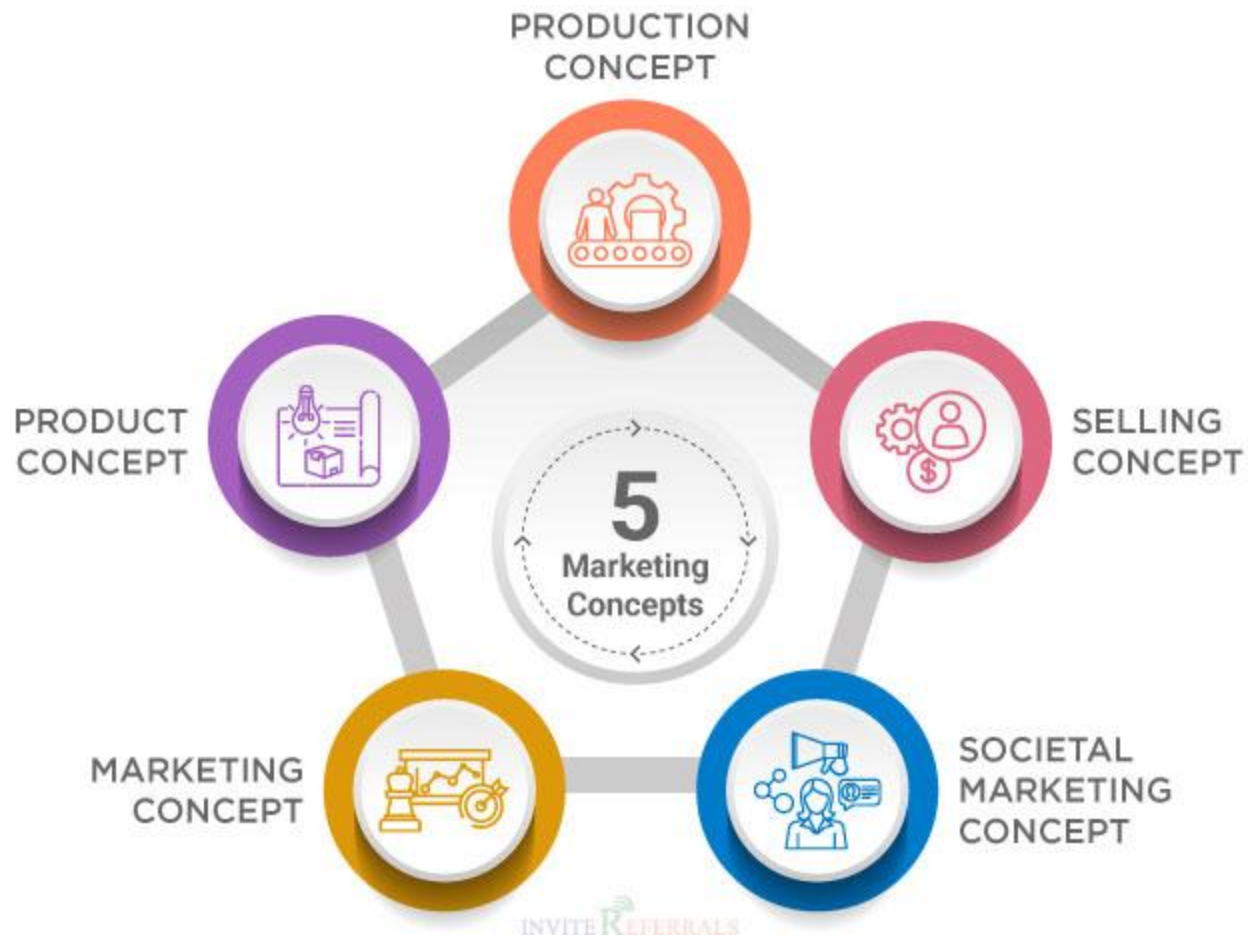 PRODUCTION
CONCEPT
PRODUCT
CONCEPT
SELLING
CONCEPT
$
5
Marketing
Concepts
MARKETING
CONCEPT
SOCIETAL
MARKETING
CONCEPT
INVITE REFERRALS